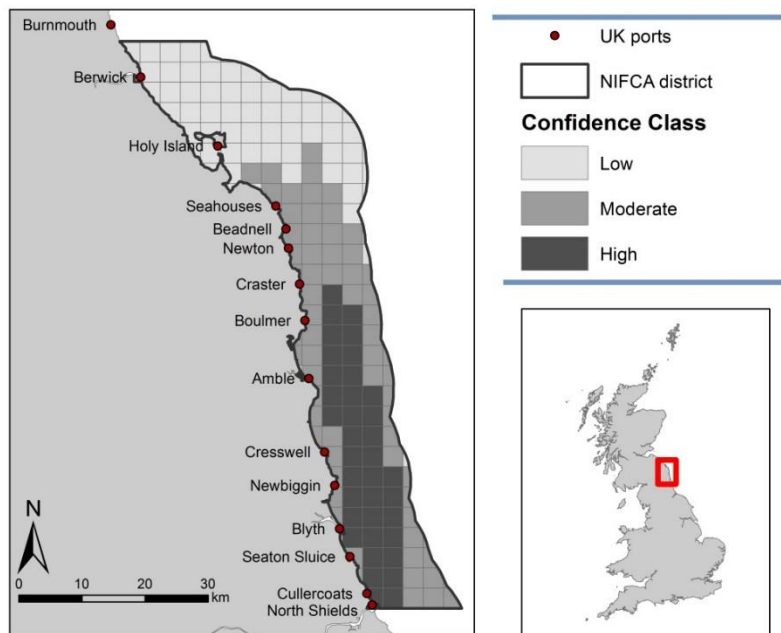 Burnmouth
Berwick
Holy Island
Seahouses
Beadnell
Newton
Craster
Boulmer
Amble
Cresswell
Newbiggin
Blyth
Seaton Sluice
Cullercoats
North Shields
N
0 10 20 30
km
UK ports
NIFCA district
Confidence Class
Low
Moderate
High